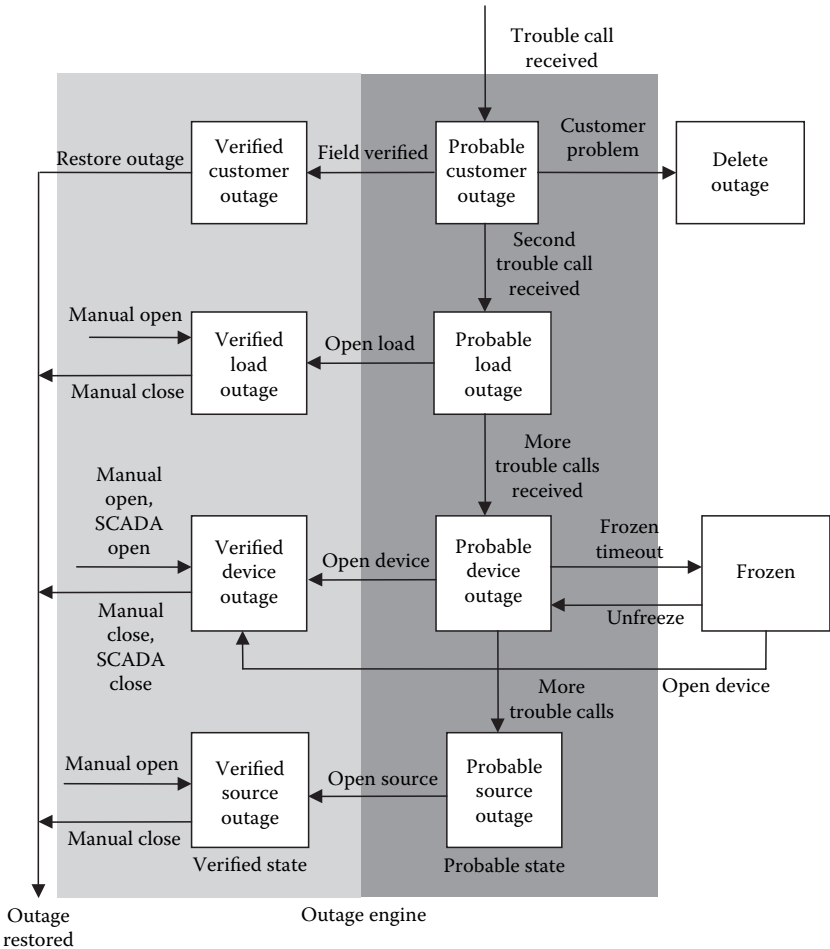 Trouble call
received
Verified
customer
outage
Probable
customer
outage
Customer
problem
Delete
outage
Restore outage
Field verified
Second
trouble call
received
Manual open
Verified
load
outage
Open load
Probable
load
outage
Manual close
More
trouble calls
received
Manual
open,
SCADA
open
Verified
device
outage
Open device
Probable
device
outage
Frozen
timeout
Frozen
Unfreeze
Manual
close,
SCADA
close
Open device
More
trouble calls
Manual open
Verified
source
outage
Open source
Probable
source
outage
Manual close
Verified state
Probable state
Outage
restored
Outage engine